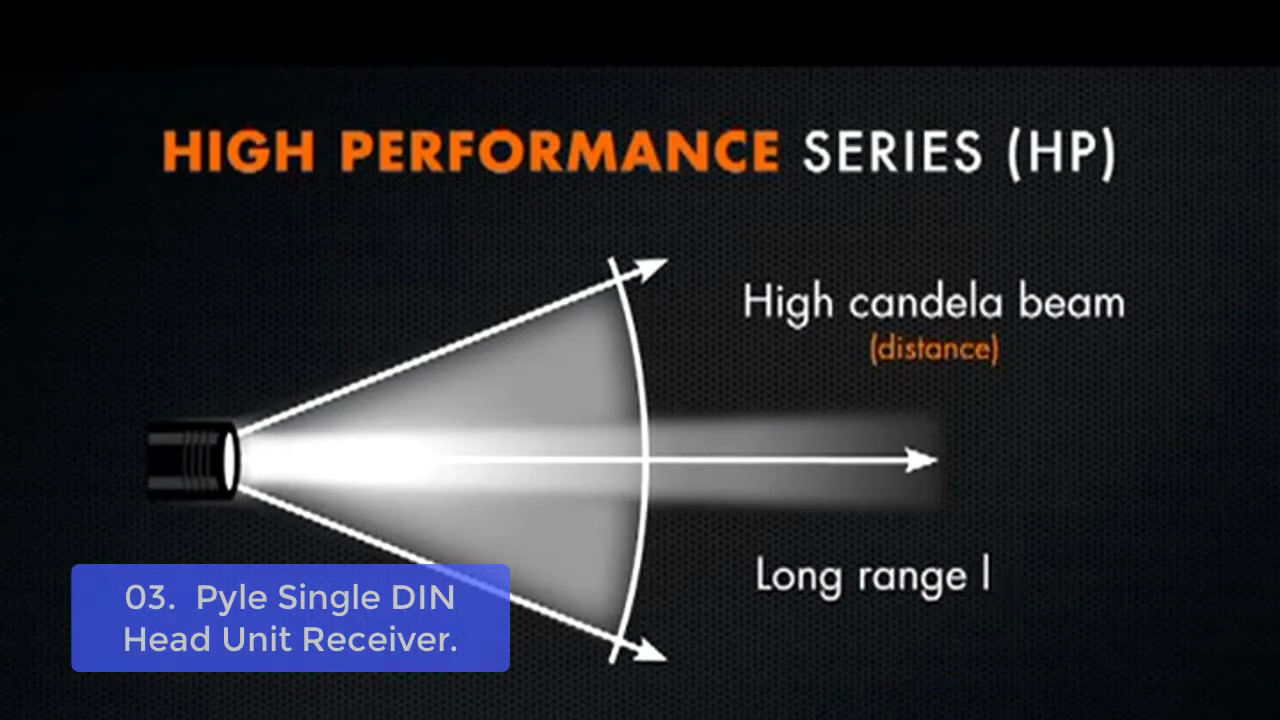 HIGH PERFORMANCE SERIES (HP)
High candela beam
(distance)
Long range l
03. Pyle Single DIN
Head Unit Receiver.